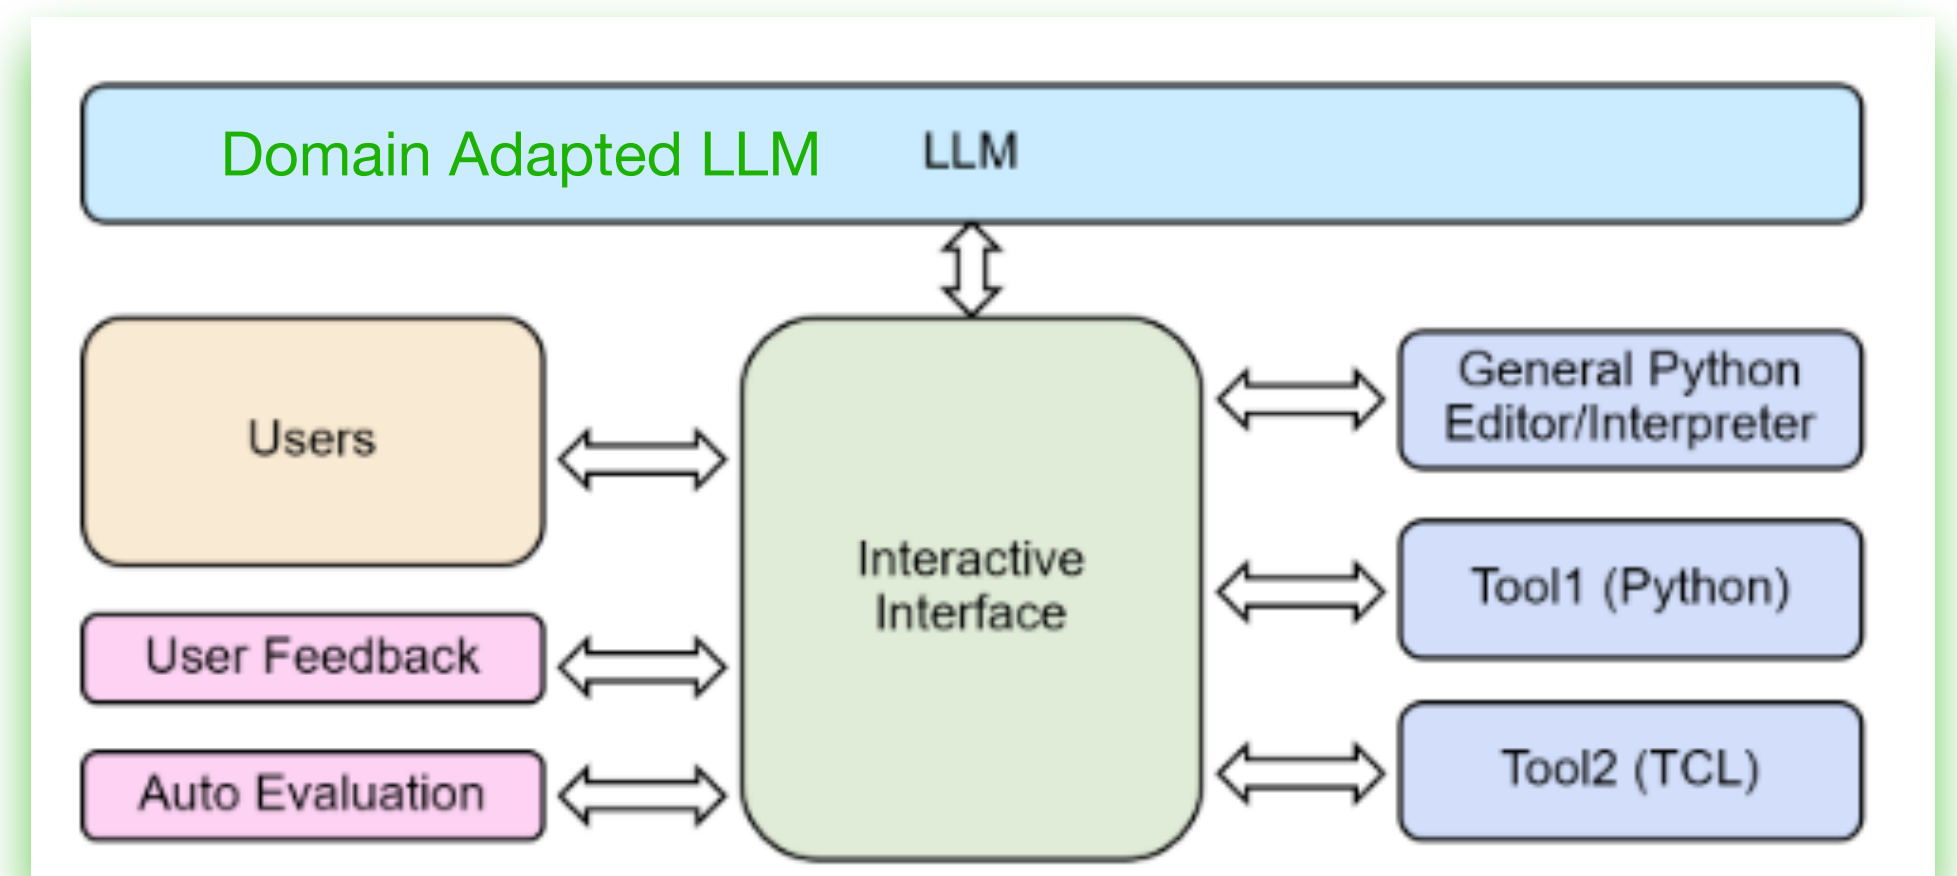 Domain Adapted LLM
LLM
Users
User Feedback
Auto Evaluation
Interactive
Interface
General Python
Editor/Interpreter
Tool1 (Python)
Tool2 (TCL)